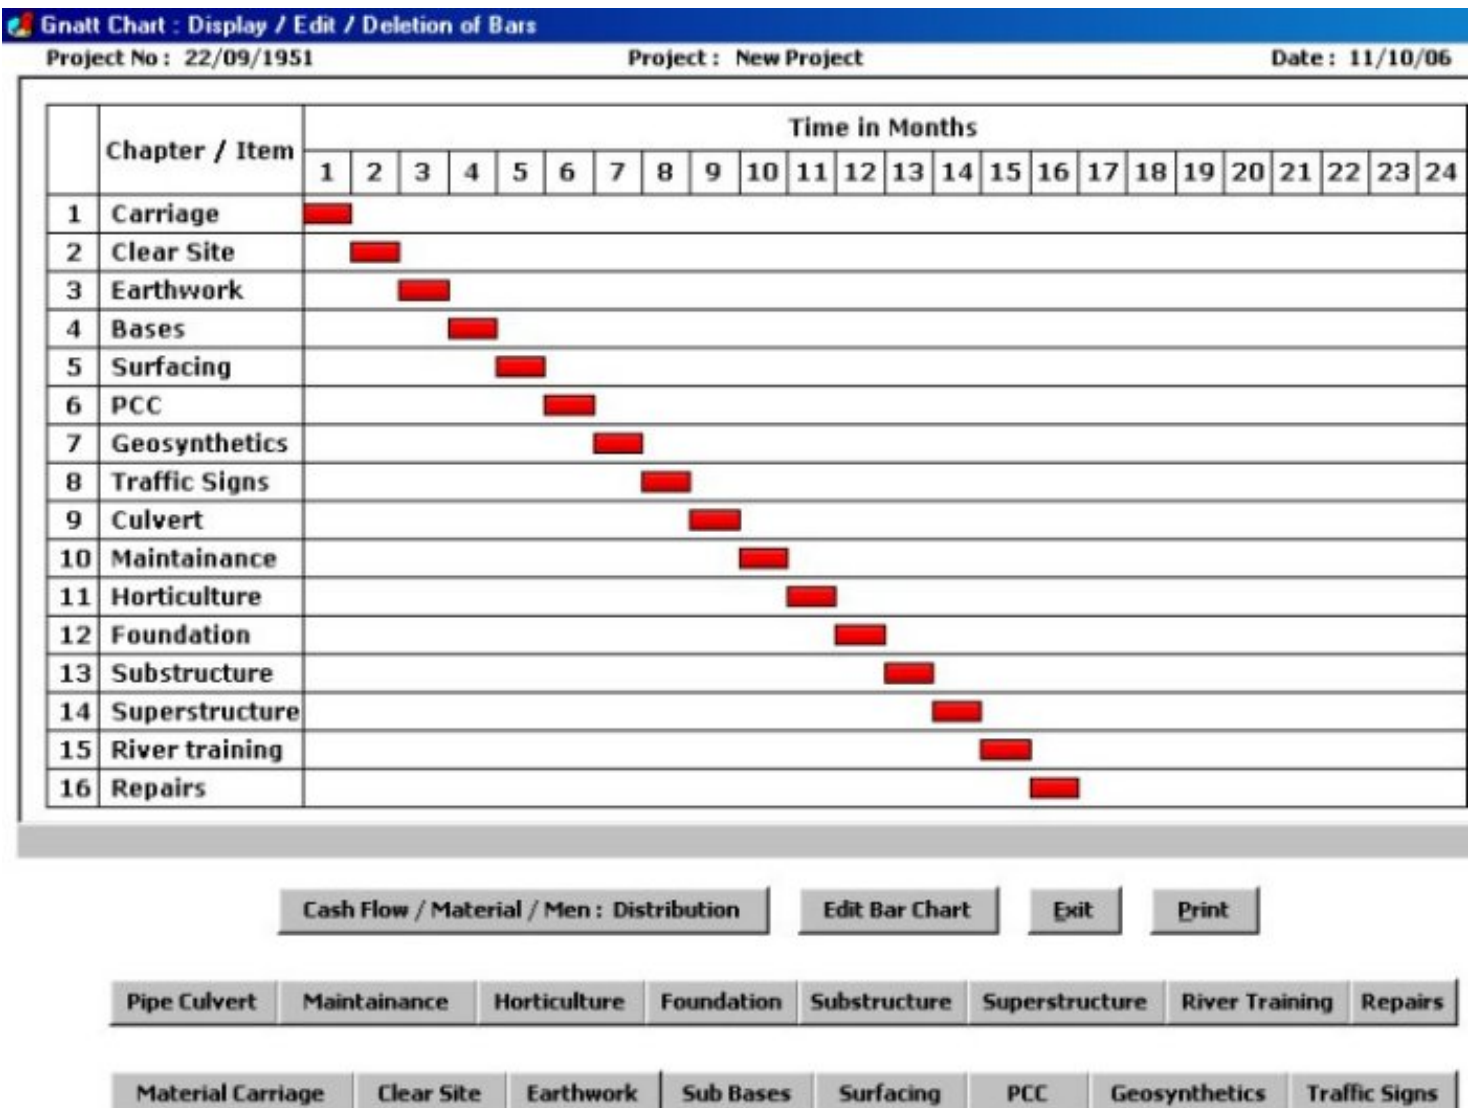 Gnatt Chart : Display / Edit / Deletion of Bars
Project No : 22/09/1951 Project : New Project Date : 11/10/06
Chapter / Item Time in Months
1 2 3 4 5 6 7 8 9 10 11 12 13 14 15 16 17 18 19 20 21 22 23 24
1 Carriage
2 Clear Site
3 Earthwork
4 Bases
5 Surfacing
6 PCC
7 Geosynthetics
8 Traffic Signs
9 Culvert
10 Maintainance
11 Horticulture
12 Foundation
13 Substructure
14 Superstructure
15 River training
16 Repairs
Cash Flow / Material / Men : Distribution Edit Bar Chart Exit Print
Pipe Culvert Maintainance Horticulture Foundation Substructure Superstructure River Training Repairs
Material Carriage Clear Site Earthwork Sub Bases Surfacing PCC Geosynthetics Traffic Signs